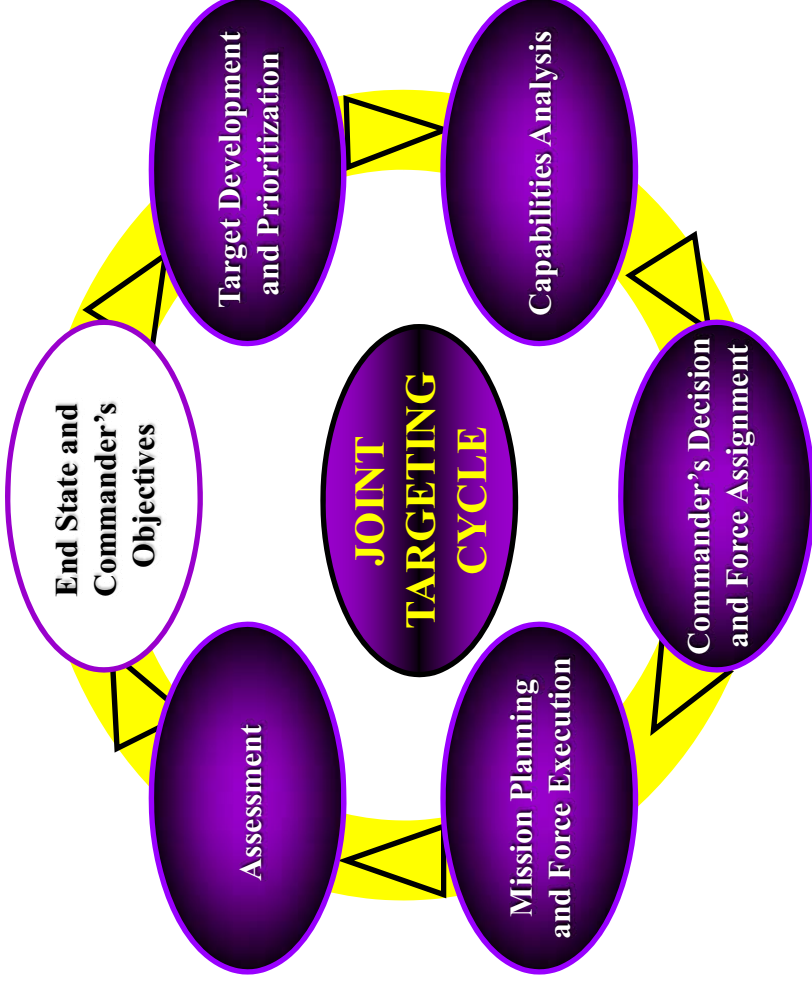 End State and
Commander’s
Objectives
Target Development
and Prioritization
Capabilities Analysis
Commander’s Decision
and Force Assignment
Mission Planning
and Force Execution
Assessment
JOINT
TARGETING
CYCLE